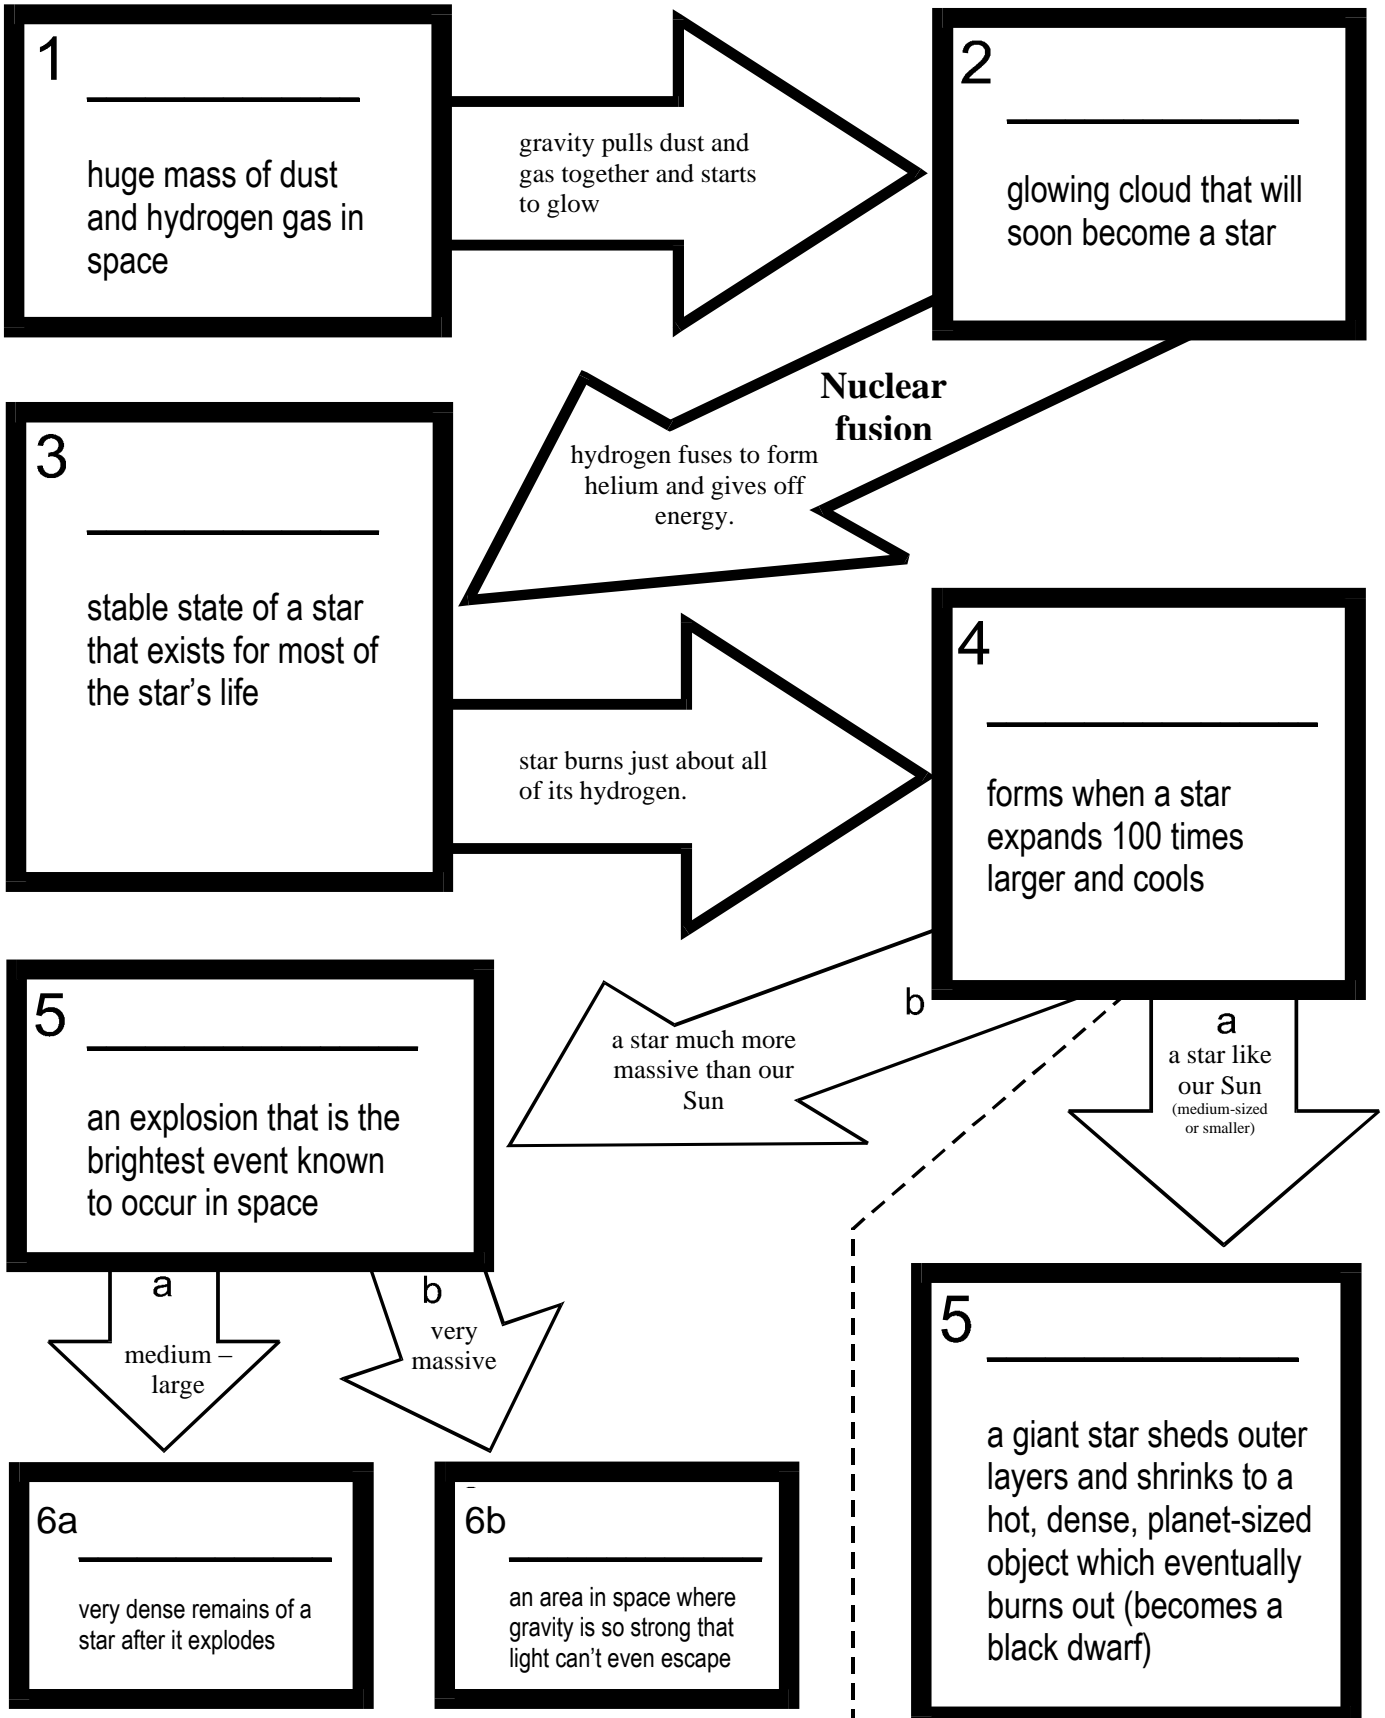 1
huge mass of dust
and hydrogen gas in
space
gravity pulls dust and
gas together and starts
to glow
2
glowing cloud that will
soon become a star
Nuclear
fusion
hydrogen fuses to form
helium and gives off
energy.
3
stable state of a star
that exists for most of
the star’s life
star burns just about all
of its hydrogen.
4
forms when a star
expands 100 times
larger and cools
b
a star much more
massive than our
Sun
a
a star like
our Sun
(medium-sized
or smaller)
5
an explosion that is the
brightest event known
to occur in space
a
medium –
large
b
very
massive
5
a giant star sheds outer
layers and shrinks to a
hot, dense, planet-sized
object which eventually
burns out (becomes a
black dwarf)
6a
very dense remains of a
star after it explodes
6b
an area in space where
gravity is so strong that
light can’t even escape